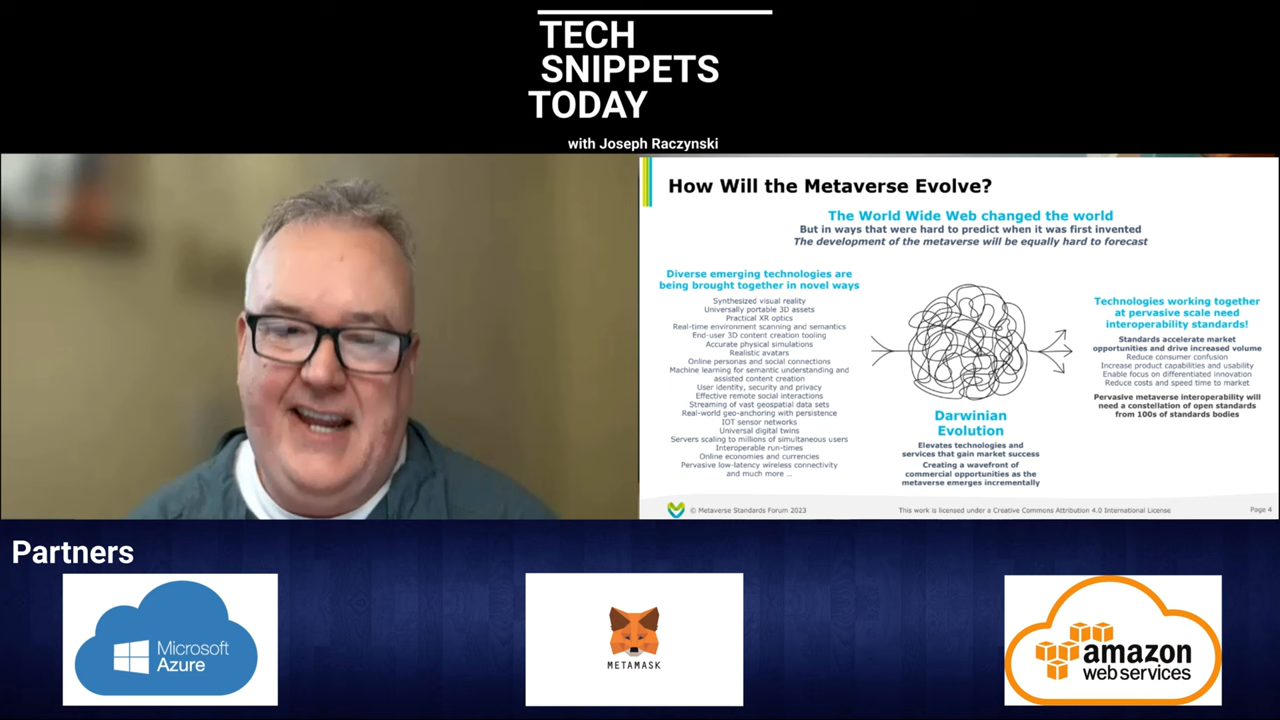 TECH
SNIPPETS
TODAY
with Joseph Raczynski
How Will the Metaverse Evolve?
The World Wide Web changed the world
But in ways that were hard to predict when it was first invented
The development of the metaverse will be equally hard to forecast
Diverse emerging technologies are
being brought together in novel ways
Synthesized visual reality
Universally portable 3D assets
Practical XR optics
Real-time environment scanning and semantics
End-user 3D content creation tooling
Accurate physical simulations
Realistic avatars
Online personas and social connections
Machine learning for semantic understanding and
assisted content creation
User identity, security and privacy
Effective remote social interactions
Streaming of vast geospatial data sets
Real-world geo-anchoring with persistence
IOT sensor networks
Universal digital twins
Servers scaling to millions of simultaneous users
Interoperable run-times
Online economies and currencies
Pervasive low-latency wireless connectivity
and much more ...
Darwinian
Evolution
Elevates technologies and
services that gain market success
Creating a wavefront of
commercial opportunities as the
metaverse emerges incrementally
Technologies working together
at pervasive scale need
interoperability standards!
Standards accelerate market
opportunities and drive increased volume
Reduce consumer confusion
Increase product capabilities and usability
Enable focus on differentiated innovation
Reduce costs and speed time to market
Pervasive metaverse interoperability will
need a constellation of open standards
from 100s of standards bodies
© Metaverse Standards Forum 2023
This work is licensed under a Creative Commons Attribution 4.0 International License
Page 4
Partners
Microsoft
Azure
METAMASK
amazon
web services